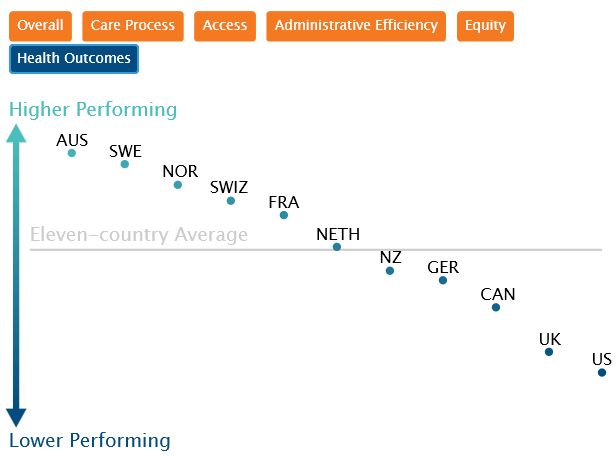 Overall Care Process Access Administrative Efficiency Equity
Health Outcomes
Higher Performing
AUS
SWE
NOR
SWIZ
FRA
NETH
Eleven-country Average
NZ
GER
CAN
UK
US
Lower Performing